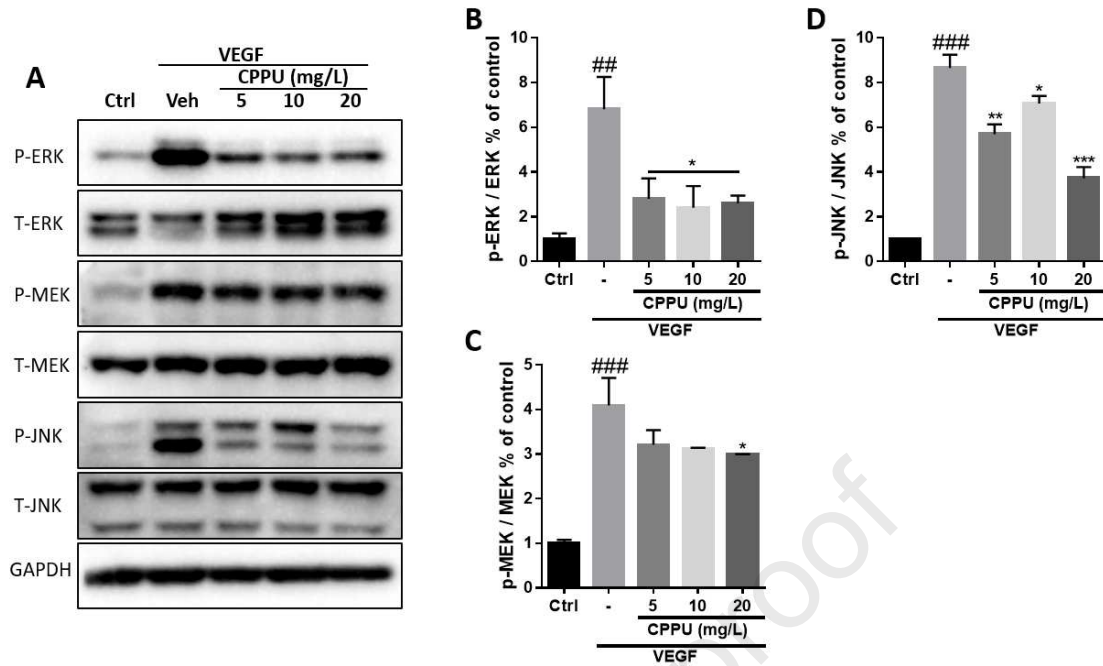 A
VEGF
CPPU (mg/L)
Ctrl Veh 5 10 20
P-ERK
T-ERK
P-MEK
T-MEK
P-JNK
T-JNK
GAPDH
B
p-ERK / ERK % of control
10
8
6
4
2
0
##
*
Ctrl - 5 10 20
CPPU (mg/L)
VEGF
D
p-JNK / JNK % of control
10
8
6
4
2
0
###
**
*
***
Ctrl - 5 10 20
CPPU (mg/L)
VEGF
C
p-MEK / MEK % of control
5
4
3
2
1
0
###
*
Ctrl - 5 10 20
CPPU (mg/L)
VEGF
proof